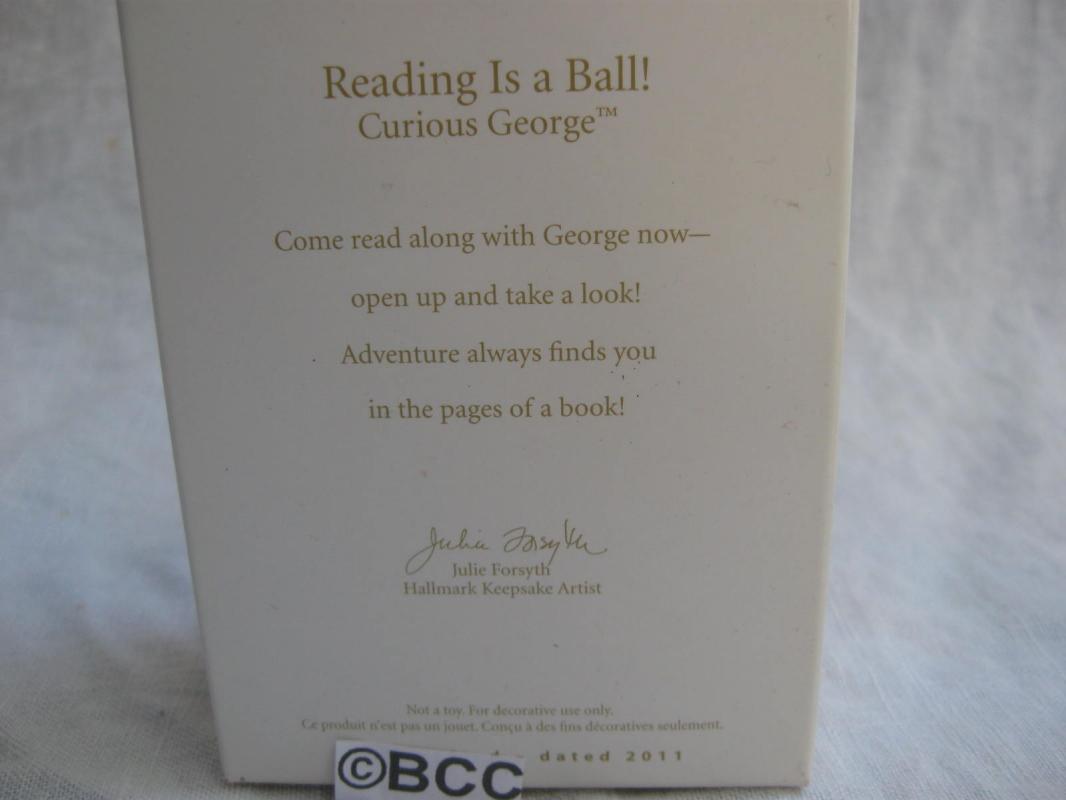 Reading Is a Ball!
Curious George™
Come read along with George now—
open up and take a look!
Adventure always finds you
in the pages of a book!
Julie Forsyth
Julie Forsyth
Hallmark Keepsake Artist
Not a toy. For decorative use only.
Ce produit n'est pas un jouet. Conçu à des fins décoratives seulement.
dated 2011
©BCC